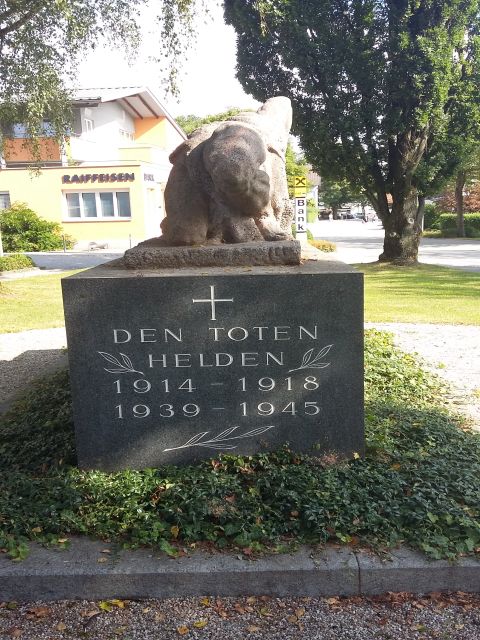 RAIFFEISEN
Bank
DEN TOTEN
HELDEN
1914 - 1918
1939 - 1945